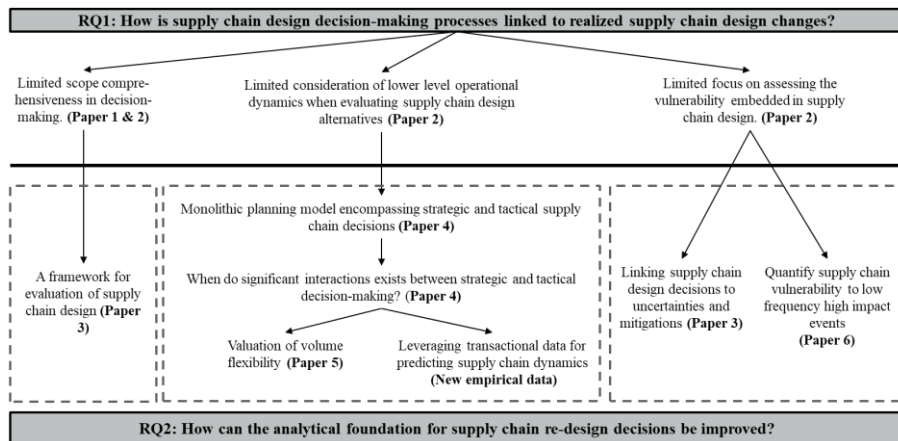 RQ1: How is supply chain design decision-making processes linked to realized supply chain design changes?
Limited scope compre-
hensiveness in decision-
making. (Paper 1 & 2)
Limited consideration of lower level operational
dynamics when evaluating supply chain design
alternatives (Paper 2)
Limited focus on assessing the
vulnerability embedded in supply
chain design. (Paper 2)
Monolithic planning model encompassing strategic and tactical supply
chain decisions (Paper 4)
A framework for
evaluation of supply
chain design (Paper
3)
When do significant interactions exists between strategic and tactical
decision-making? (Paper 4)
Valuation of volume
flexibility (Paper 5)
Leveraging transactional data for
predicting supply chain dynamics
(New empirical data)
Linking supply chain
design decisions to
uncertainties and
mitigations (Paper 3)
Quantify supply chain
vulnerability to low
frequency high impact
events
(Paper 6)
RQ2: How can the analytical foundation for supply chain re-design decisions be improved?